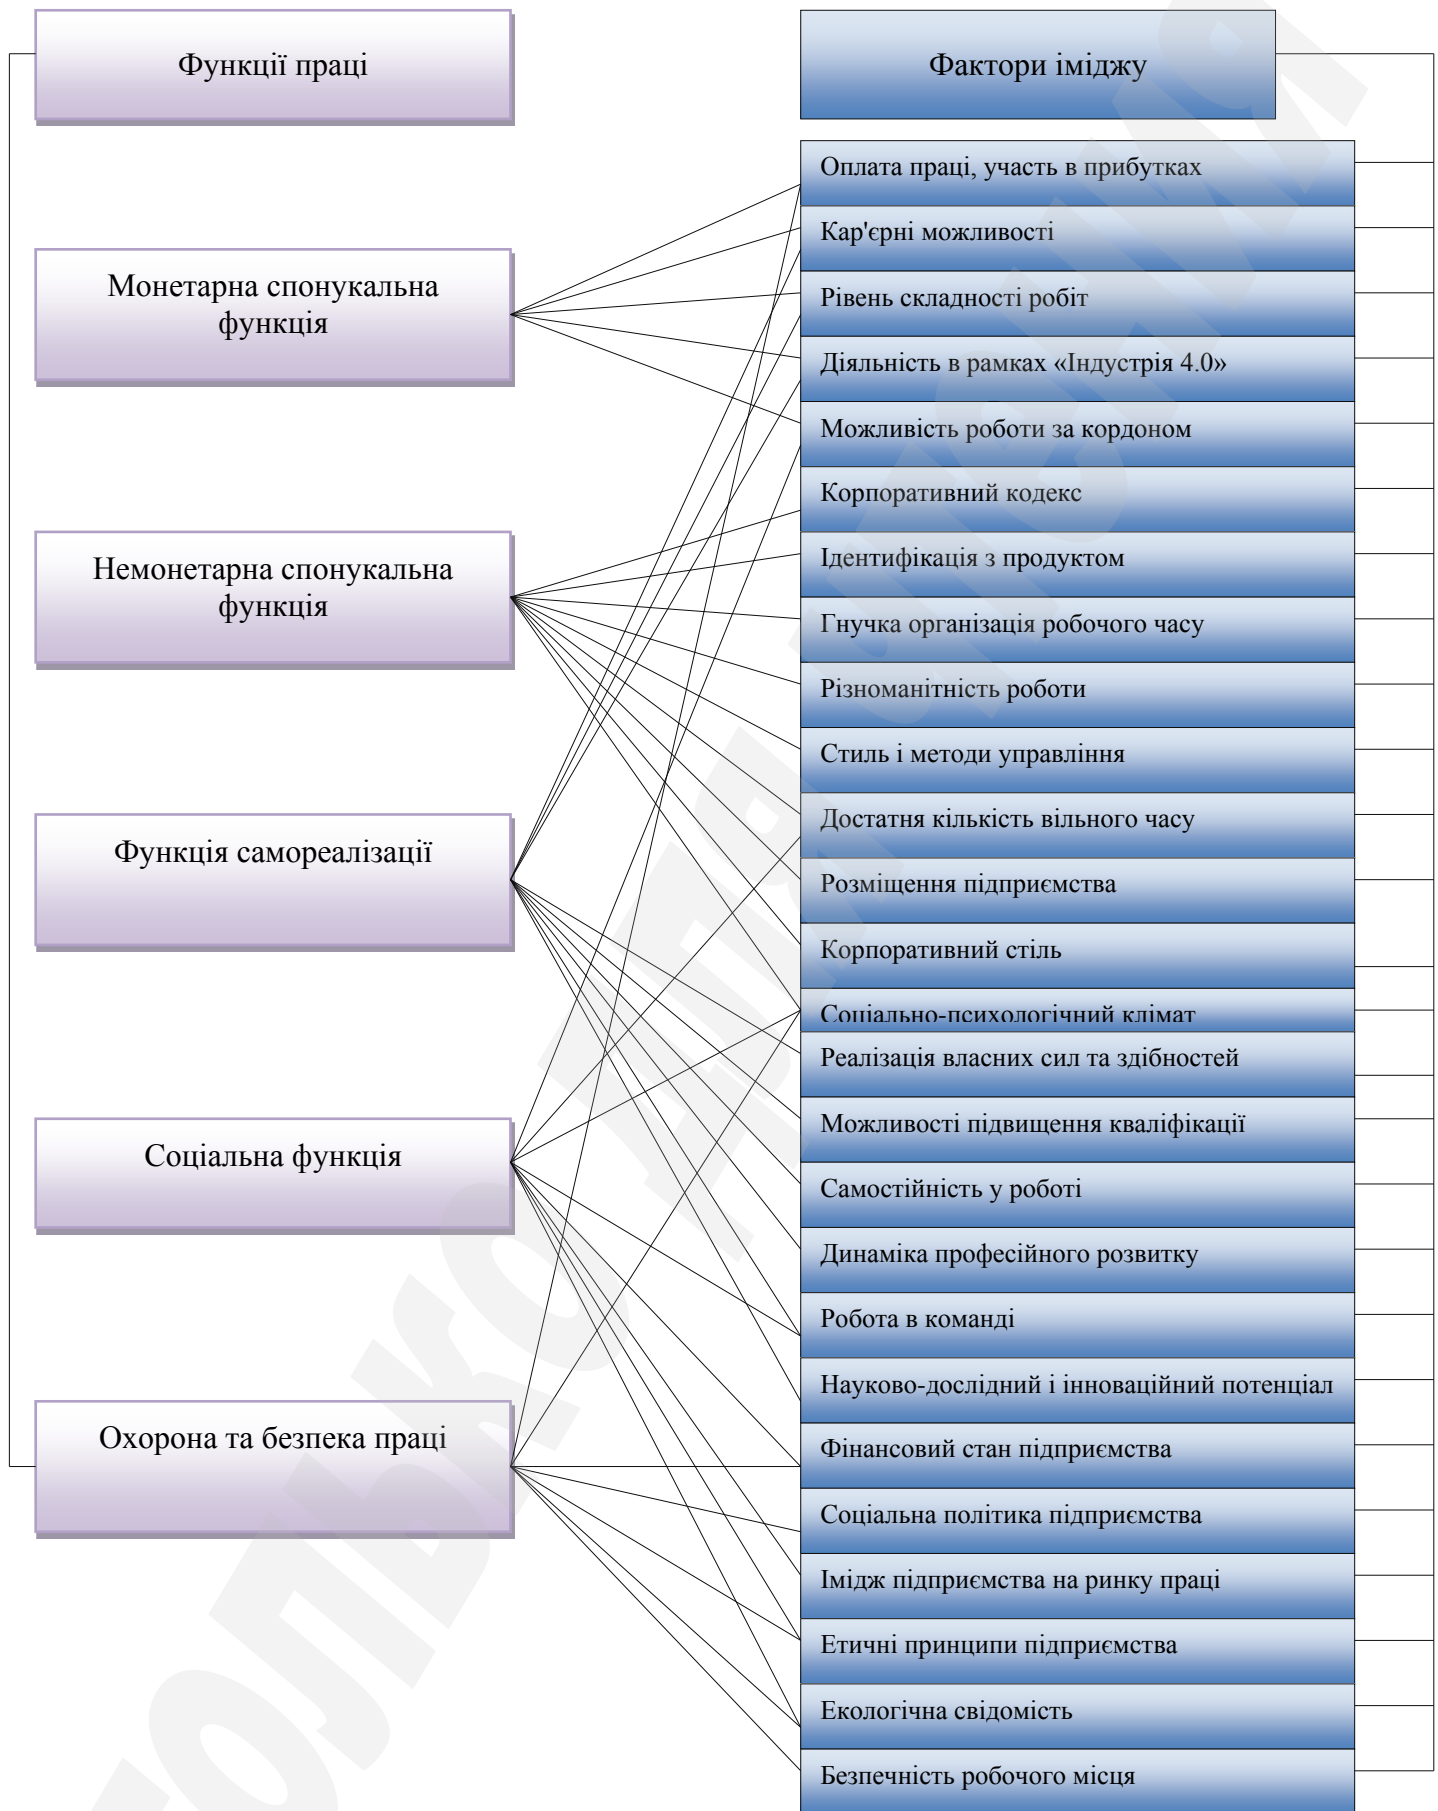 Функції праці
Фактори іміджу
Монетарна спонукальна
функція
Немонетарна спонукальна
функція
Функція самореалізації
Соціальна функція
Охорона та безпека праці
Оплата праці, участь в прибутках
Кар'єрні можливості
Рівень складності робіт
Діяльність в рамках «Індустрія 4.0»
Можливість роботи за кордоном
Корпоративний кодекс
Ідентифікація з продуктом
Гнучка організація робочого часу
Різноманітність роботи
Стиль і методи управління
Достатня кількість вільного часу
Розміщення підприємства
Корпоративний стіль
Соціально-психологічний клімат
Реалізація власних сил та здібностей
Можливості підвищення кваліфікації
Самостійність у роботі
Динаміка професійного розвитку
Робота в команді
Науково-дослідний і інноваційний потенціал
Фінансовий стан підприємства
Соціальна політика підприємства
Імідж підприємства на ринку праці
Етичні принципи підприємства
Екологічна свідомість
Безпечність робочого місця
ТОЛЬКО ДЛЯ ЧТЕНИЯ